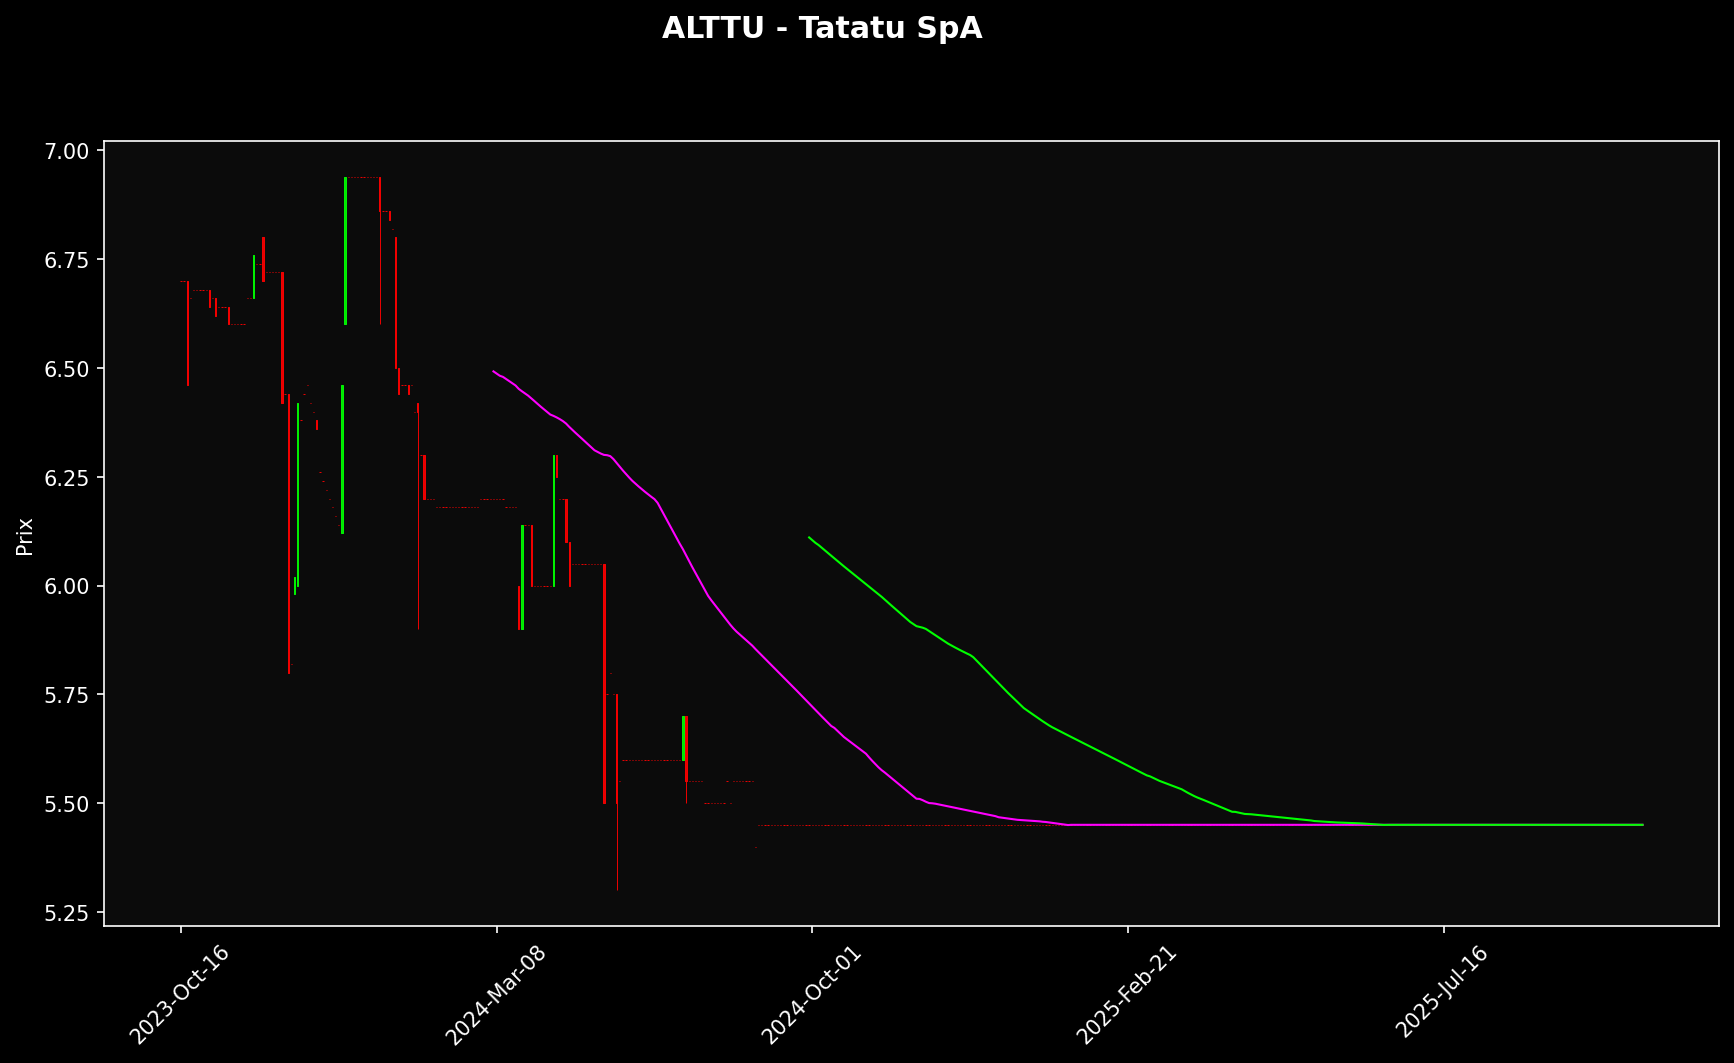 ALTTU - Tatatu SpA
Prix
7.00
6.75
6.50
6.25
6.00
5.75
5.50
5.25
2023-Oct-16
2024-Mar-08
2024-Oct-01
2025-Feb-21
2025-Jul-16